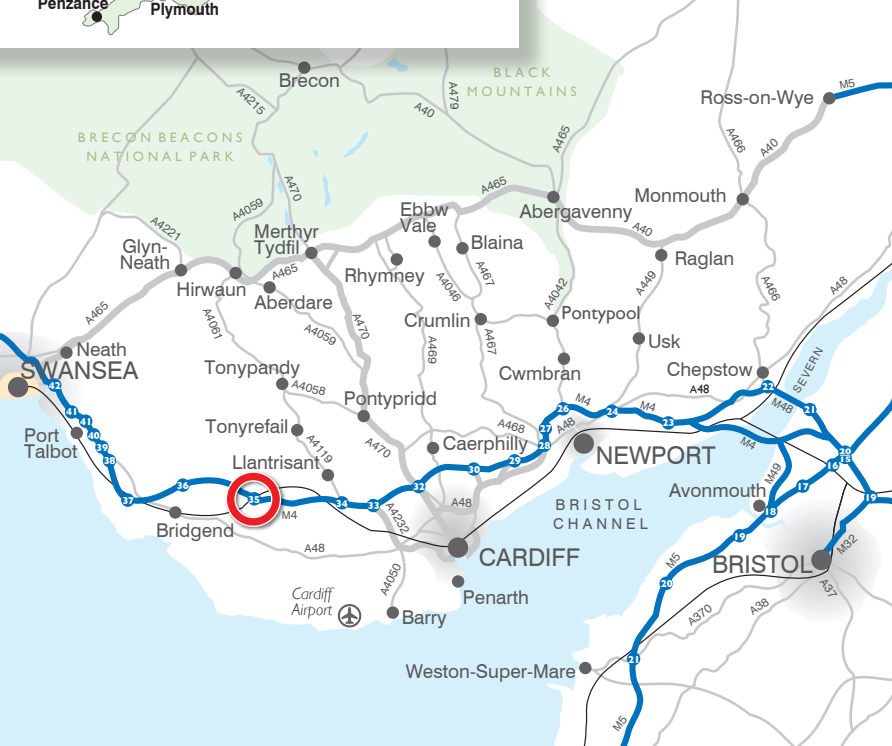 Penzance
Plymouth
Brecon
BLACK
MOUNTAINS
A4215
A40
A479
Ross-on-Wye
M5
BRECON BEACONS
NATIONAL PARK
A470
A465
A466
A40
Monmouth
A4221
A4059
Ebbw
Vale
A465
Abergavenny
A40
Merthyr
Tydfil
Blaina
Raglan
Glyn-
Neath
Rhymney
A4046
A467
A449
A466
A48
Hirwaun
A465
Aberdare
A4042
Pontypool
A465
A4061
A4059
A470
A469
Crumlin
A467
Usk
Neath
SWANSEA
Tonypandy
A4058
Cwmbran
Chepstow
A48
SEVERN
42
Pontypridd
M4
M4
22
M48
21
41
41
40
39
38
Port
Talbot
Tonyrefail
A4119
A470
Caerphilly
A468
A48
26
24
23
27
28
29
30
NEWPORT
M4
20
15
16
Llantrisant
37
36
35
M4
34
33
32
A48
BRISTOL
CHANNEL
Avonmouth
M49
17
18
19
Bridgend
A48
A4232
CARDIFF
19
BRISTOL
M32
Cardiff
Airport
A4050
Barry
Penarth
M5
20
A370
A38
A37
Weston-Super-Mare
21
M5